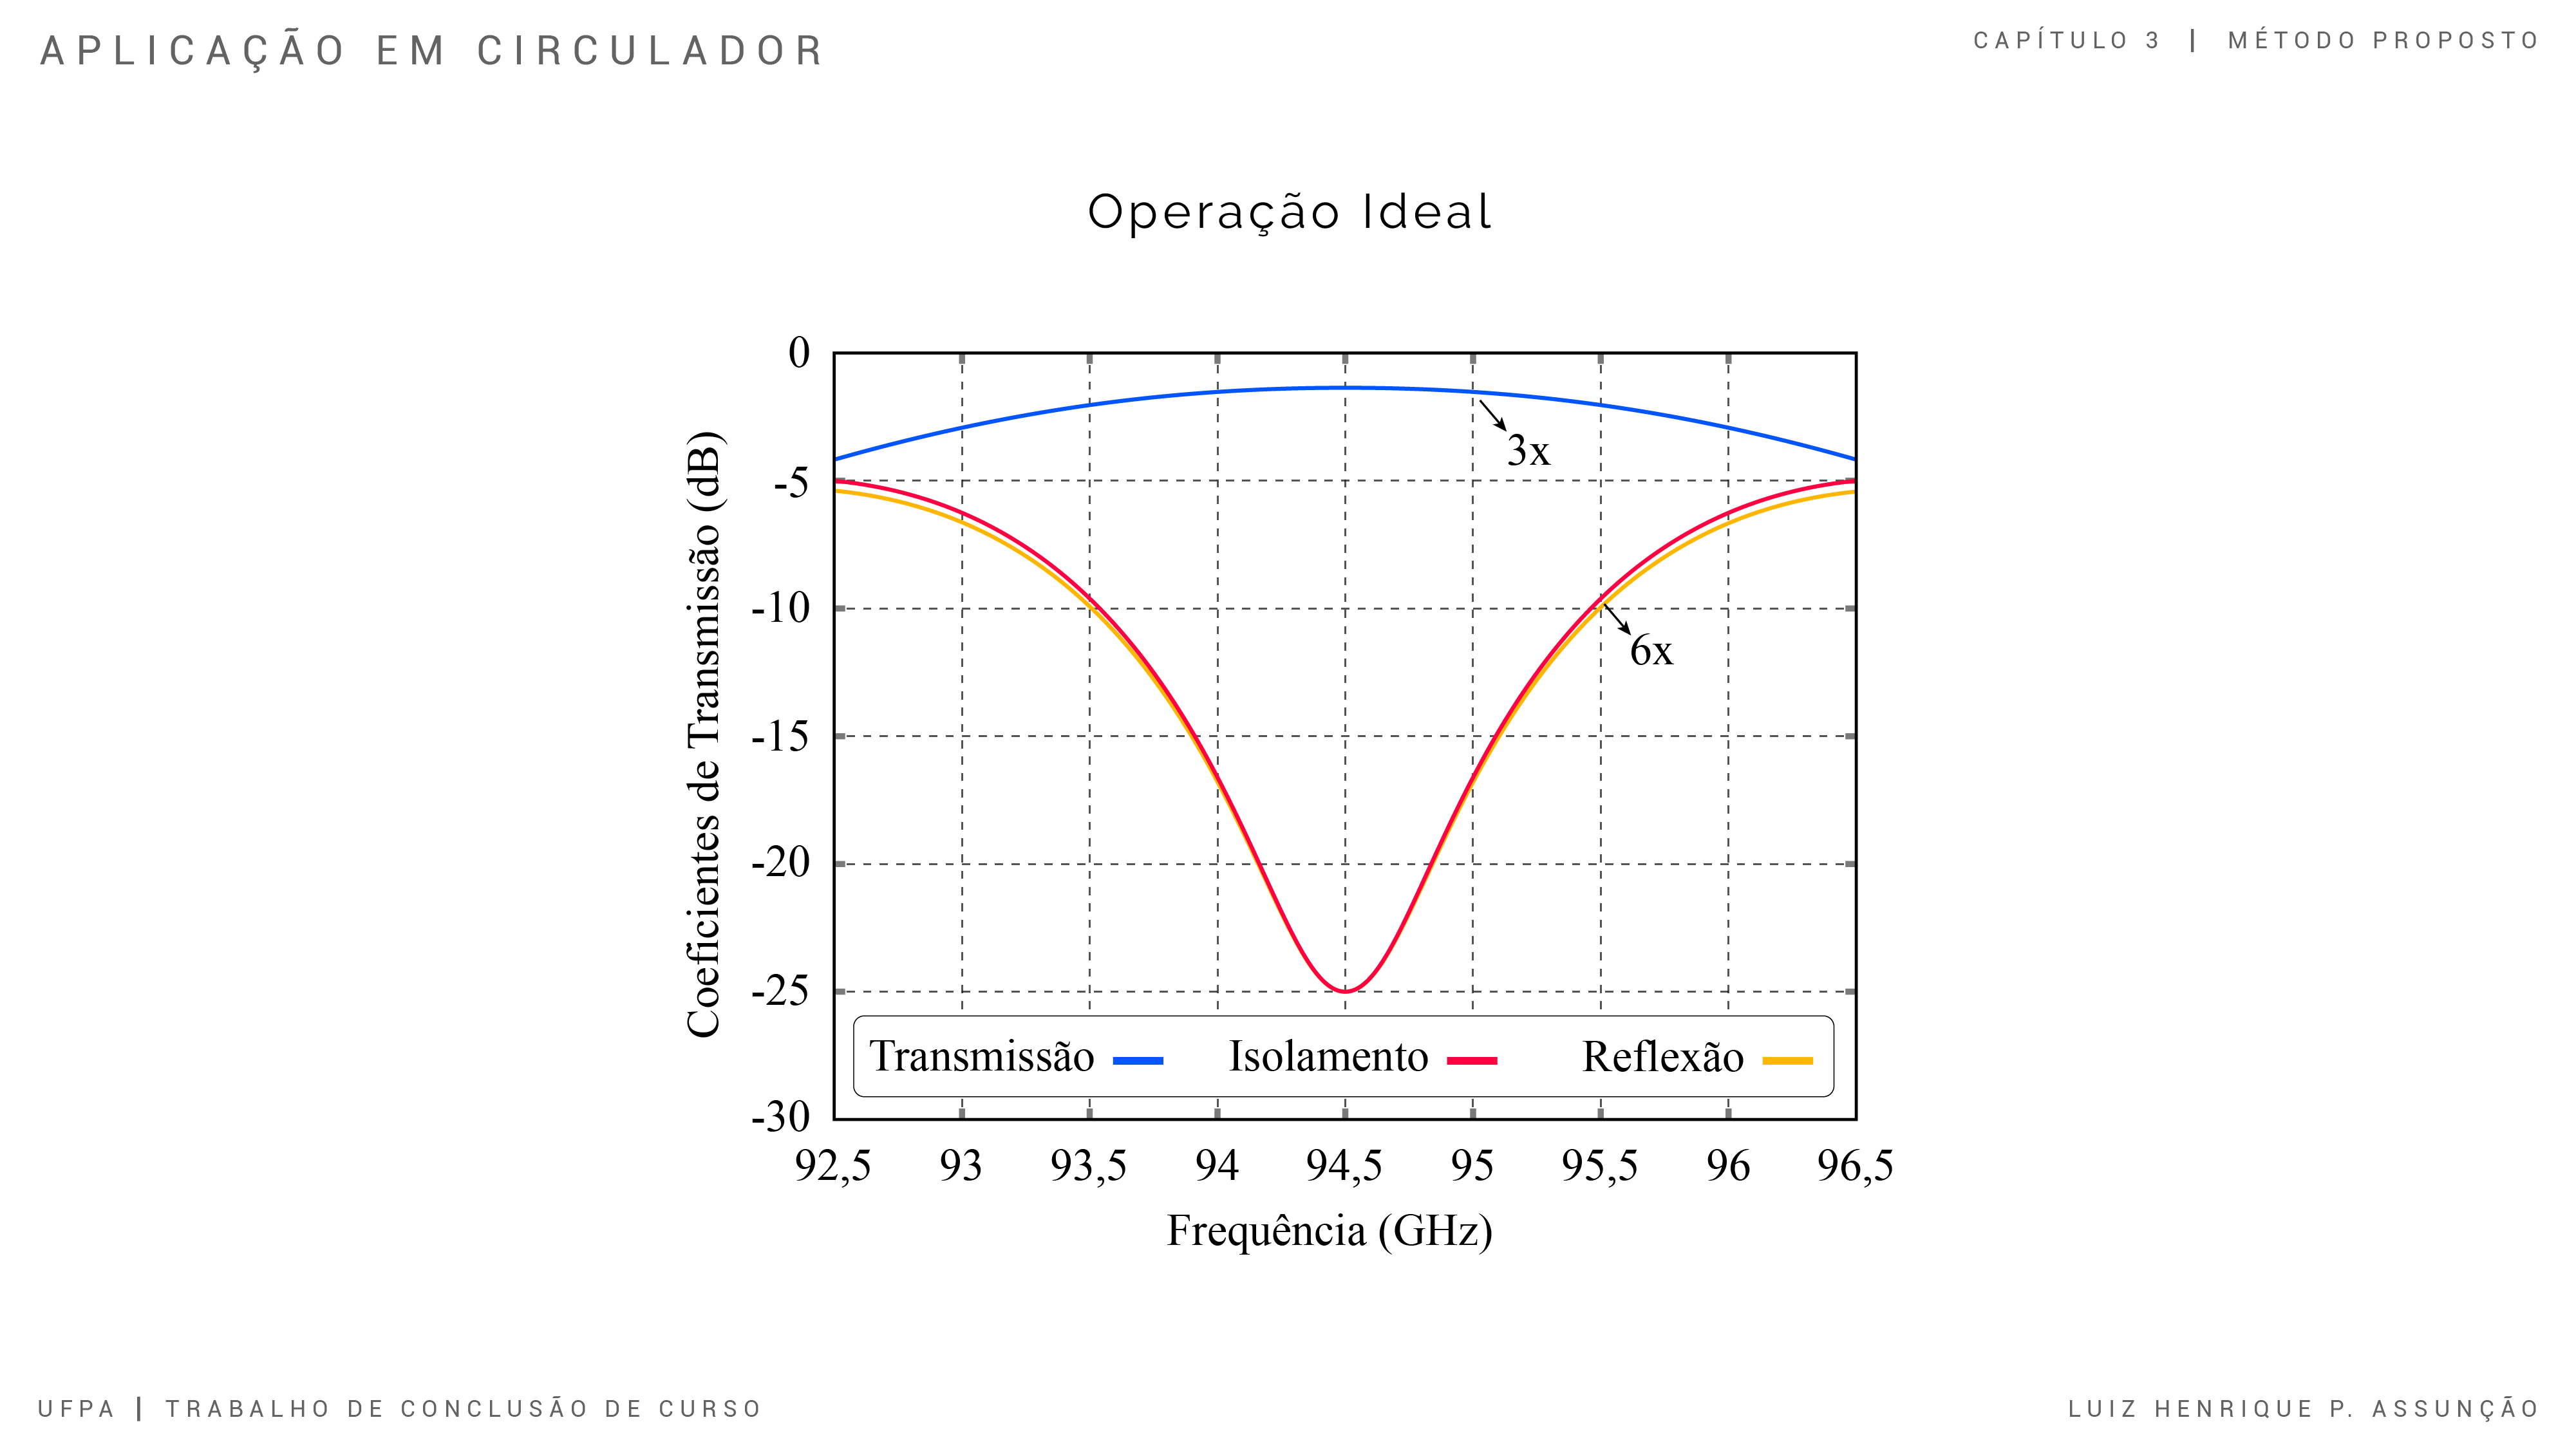 APLICAÇÃO EM CIRCULADOR
CAPÍTULO 3 | MÉTODO PROPOSTO
Operação Ideal
Coeficientes de Transmissão (dB)
0
-5
-10
-15
-20
-25
-30
3x
6x
Transmissão Isolamento Reflexão
92,5 93 93,5 94 94,5 95 95,5 96 96,5
Frequência (GHz)
UFPA | TRABALHO DE CONCLUSÃO DE CURSO
LUIZ HENRIQUE P. ASSUNÇÃO